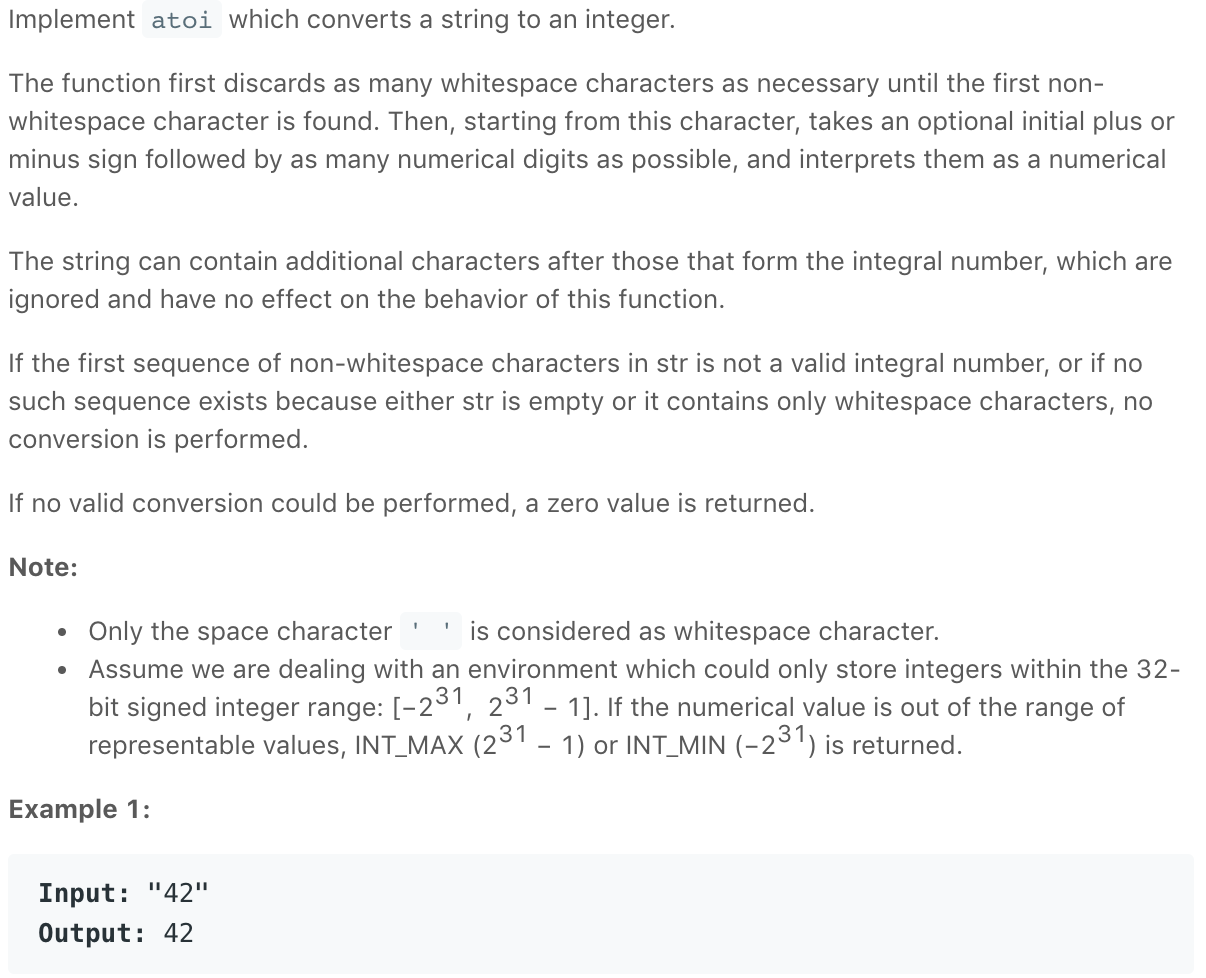 Implement atoi which converts a string to an integer.
The function first discards as many whitespace characters as necessary until the first non-
whitespace character is found. Then, starting from this character, takes an optional initial plus or
minus sign followed by as many numerical digits as possible, and interprets them as a numerical
value.
The string can contain additional characters after those that form the integral number, which are
ignored and have no effect on the behavior of this function.
If the first sequence of non-whitespace characters in str is not a valid integral number, or if no
such sequence exists because either str is empty or it contains only whitespace characters, no
conversion is performed.
If no valid conversion could be performed, a zero value is returned.
Note:
• Only the space character ' ' is considered as whitespace character.
• Assume we are dealing with an environment which could only store integers within the 32-
bit signed integer range: [−2³¹, 2³¹ − 1]. If the numerical value is out of the range of
representable values, INT_MAX (2³¹ − 1) or INT_MIN (−2³¹) is returned.
Example 1:
Input: "42"
Output: 42